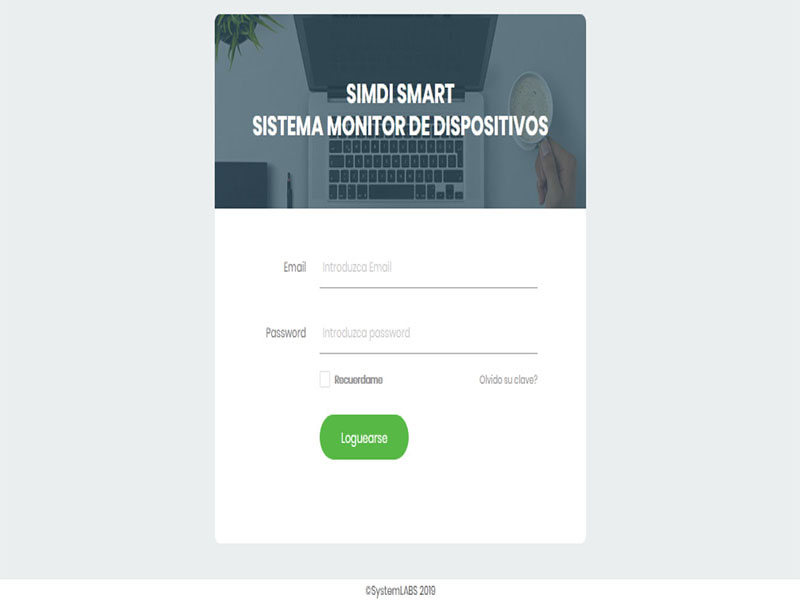 SIMDI SMART
SISTEMA MONITOR DE DISPOSITIVOS
Email
Introduzca Email
Password
Introduzca password
Recuerdame
Olvido su clave?
Loguearse
©SystemLABS 2019